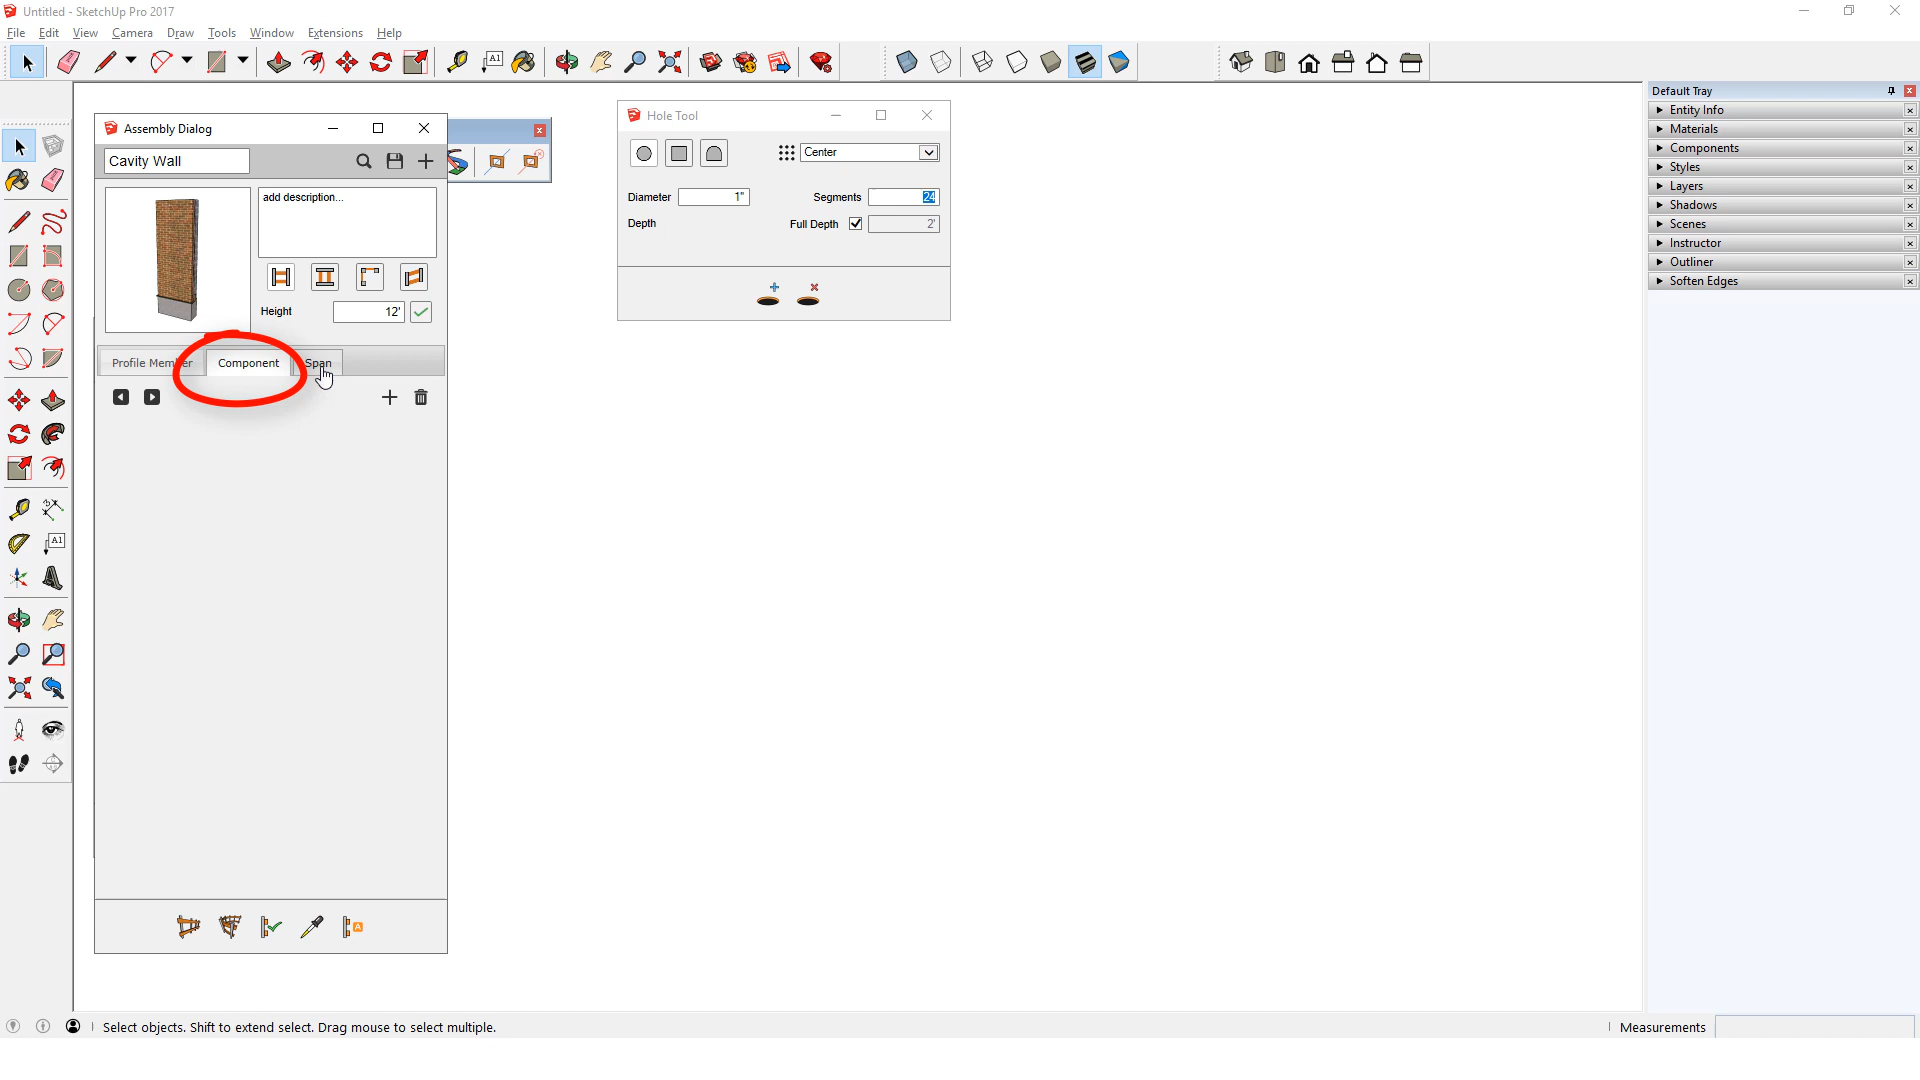 Untitled - SketchUp Pro 2017
File Edit View Camera Draw Tools Window Extensions Help
A1
Default Tray
Entity Info
Materials
Components
Styles
Layers
Shadows
Scenes
Instructor
Outliner
Soften Edges
Assembly Dialog
Cavity Wall
add description...
Height 12'
Profile Member Component Span
Hole Tool
Center
Diameter 1" Segments 24
Depth Full Depth 2'
A1
A
Select objects. Shift to extend select. Drag mouse to select multiple.
Measurements